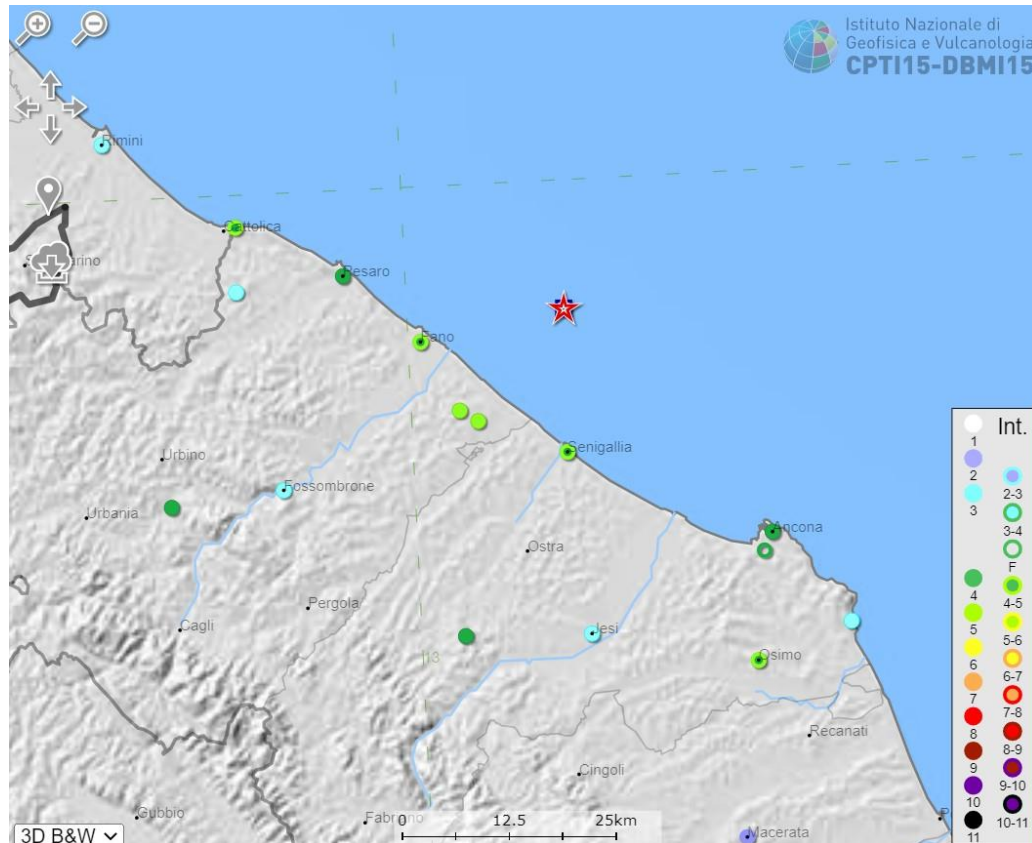 Istituto Nazionale di
Geofisica e Vulcanologia
CPTI15-DBMI15
Rimini
Cattolica
Pesaro
Fano
Senigallia
Urbino
Fossombrone
Urbania
Ancona
Ostra
Pergola
Cagli
Jesi
13
Osimo
Recanati
Cingoli
Gubbio
Fabriano
Macerata
0 12.5 25km
3D B&W
Int.
1
2
2-3
3
3-4
F
4
4-5
5
5-6
6
6-7
7
7-8
8
8-9
9
9-10
10
10-11
11